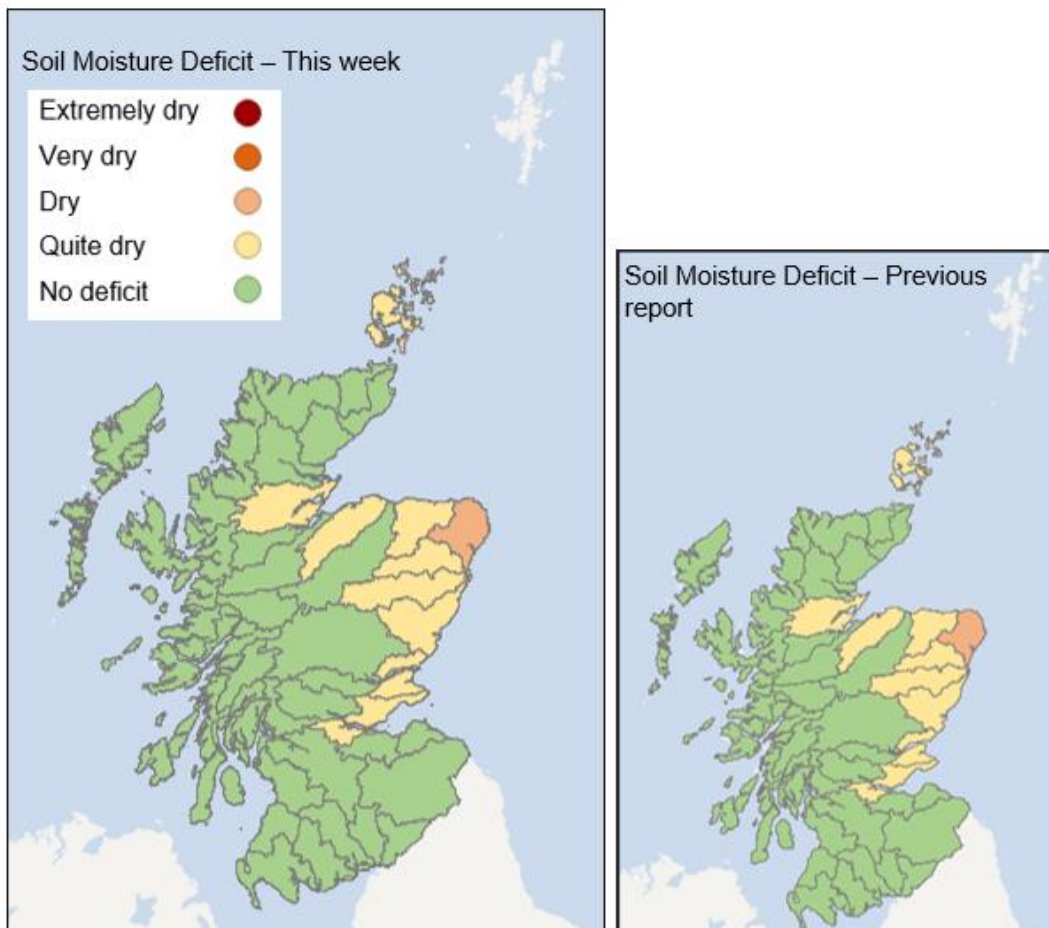 Soil Moisture Deficit – This week
Extremely dry
Very dry
Dry
Quite dry
No deficit
Soil Moisture Deficit – Previous
report